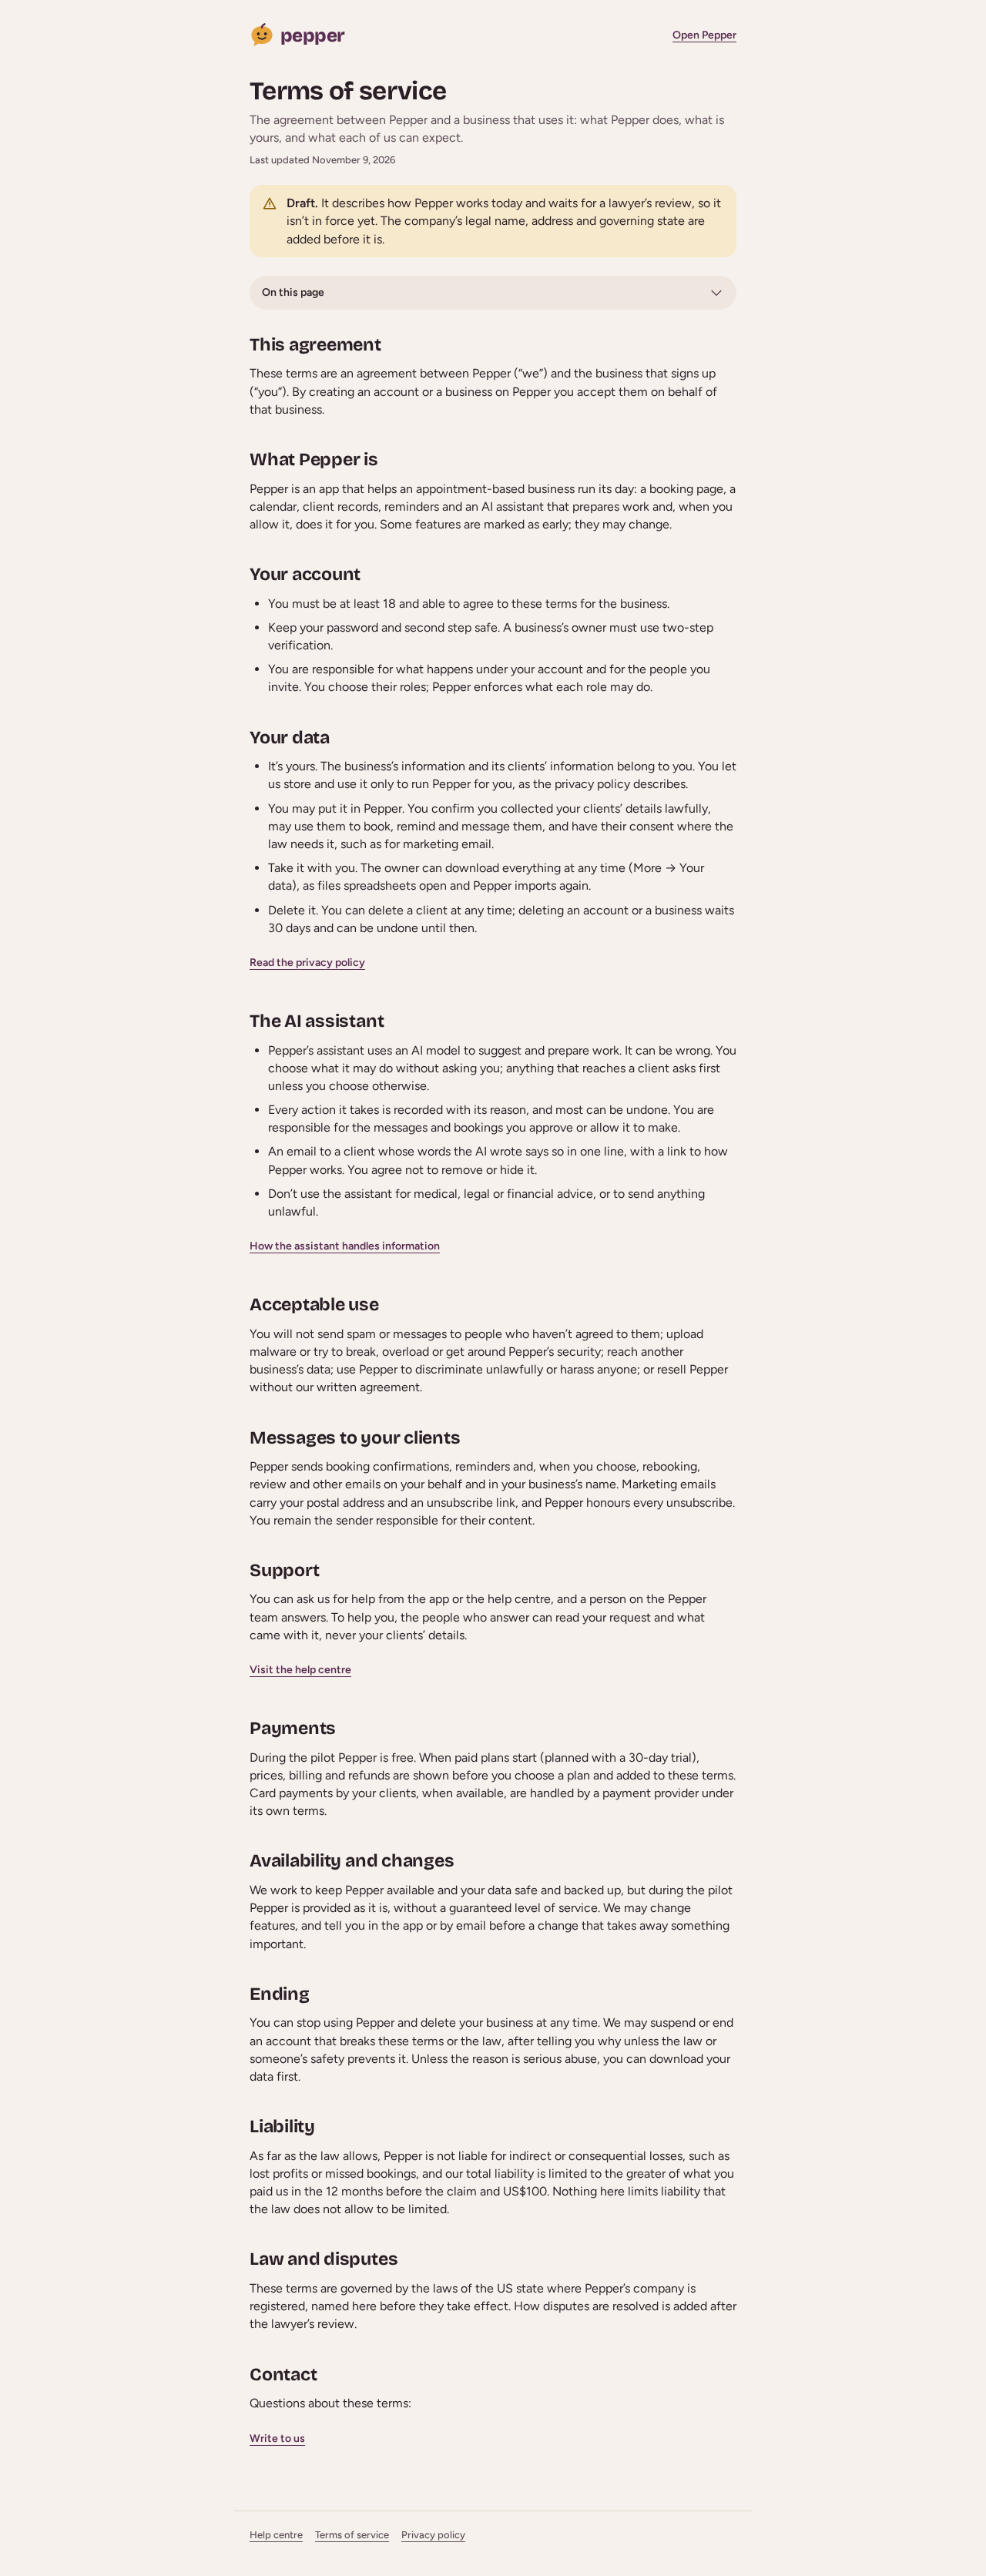 pepper
Open Pepper
Terms of service
The agreement between Pepper and a business that uses it: what Pepper does, what is
yours, and what each of us can expect.
Last updated November 9, 2026
Draft. It describes how Pepper works today and waits for a lawyer’s review, so it
isn’t in force yet. The company’s legal name, address and governing state are
added before it is.
On this page
This agreement
These terms are an agreement between Pepper (“we”) and the business that signs up
(“you”). By creating an account or a business on Pepper you accept them on behalf of
that business.
What Pepper is
Pepper is an app that helps an appointment-based business run its day: a booking page, a
calendar, client records, reminders and an AI assistant that prepares work and, when you
allow it, does it for you. Some features are marked as early; they may change.
Your account
• You must be at least 18 and able to agree to these terms for the business.
• Keep your password and second step safe. A business’s owner must use two-step
verification.
• You are responsible for what happens under your account and for the people you
invite. You choose their roles; Pepper enforces what each role may do.
Your data
• It’s yours. The business’s information and its clients’ information belong to you. You let
us store and use it only to run Pepper for you, as the privacy policy describes.
• You may put it in Pepper. You confirm you collected your clients’ details lawfully,
may use them to book, remind and message them, and have their consent where the
law needs it, such as for marketing email.
• Take it with you. The owner can download everything at any time (More → Your
data), as files spreadsheets open and Pepper imports again.
• Delete it. You can delete a client at any time; deleting an account or a business waits
30 days and can be undone until then.
Read the privacy policy
The AI assistant
• Pepper’s assistant uses an AI model to suggest and prepare work. It can be wrong. You
choose what it may do without asking you; anything that reaches a client asks first
unless you choose otherwise.
• Every action it takes is recorded with its reason, and most can be undone. You are
responsible for the messages and bookings you approve or allow it to make.
• An email to a client whose words the AI wrote says so in one line, with a link to how
Pepper works. You agree not to remove or hide it.
• Don’t use the assistant for medical, legal or financial advice, or to send anything
unlawful.
How the assistant handles information
Acceptable use
You will not send spam or messages to people who haven’t agreed to them; upload
malware or try to break, overload or get around Pepper’s security; reach another
business’s data; use Pepper to discriminate unlawfully or harass anyone; or resell Pepper
without our written agreement.
Messages to your clients
Pepper sends booking confirmations, reminders and, when you choose, rebooking,
review and other emails on your behalf and in your business’s name. Marketing emails
carry your postal address and an unsubscribe link, and Pepper honours every unsubscribe.
You remain the sender responsible for their content.
Support
You can ask us for help from the app or the help centre, and a person on the Pepper
team answers. To help you, the people who answer can read your request and what
came with it, never your clients’ details.
Visit the help centre
Payments
During the pilot Pepper is free. When paid plans start (planned with a 30-day trial),
prices, billing and refunds are shown before you choose a plan and added to these terms.
Card payments by your clients, when available, are handled by a payment provider under
its own terms.
Availability and changes
We work to keep Pepper available and your data safe and backed up, but during the pilot
Pepper is provided as it is, without a guaranteed level of service. We may change
features, and tell you in the app or by email before a change that takes away something
important.
Ending
You can stop using Pepper and delete your business at any time. We may suspend or end
an account that breaks these terms or the law, after telling you why unless the law or
someone’s safety prevents it. Unless the reason is serious abuse, you can download your
data first.
Liability
As far as the law allows, Pepper is not liable for indirect or consequential losses, such as
lost profits or missed bookings, and our total liability is limited to the greater of what you
paid us in the 12 months before the claim and US$100. Nothing here limits liability that
the law does not allow to be limited.
Law and disputes
These terms are governed by the laws of the US state where Pepper’s company is
registered, named here before they take effect. How disputes are resolved is added after
the lawyer’s review.
Contact
Questions about these terms:
Write to us
Help centre
Terms of service
Privacy policy